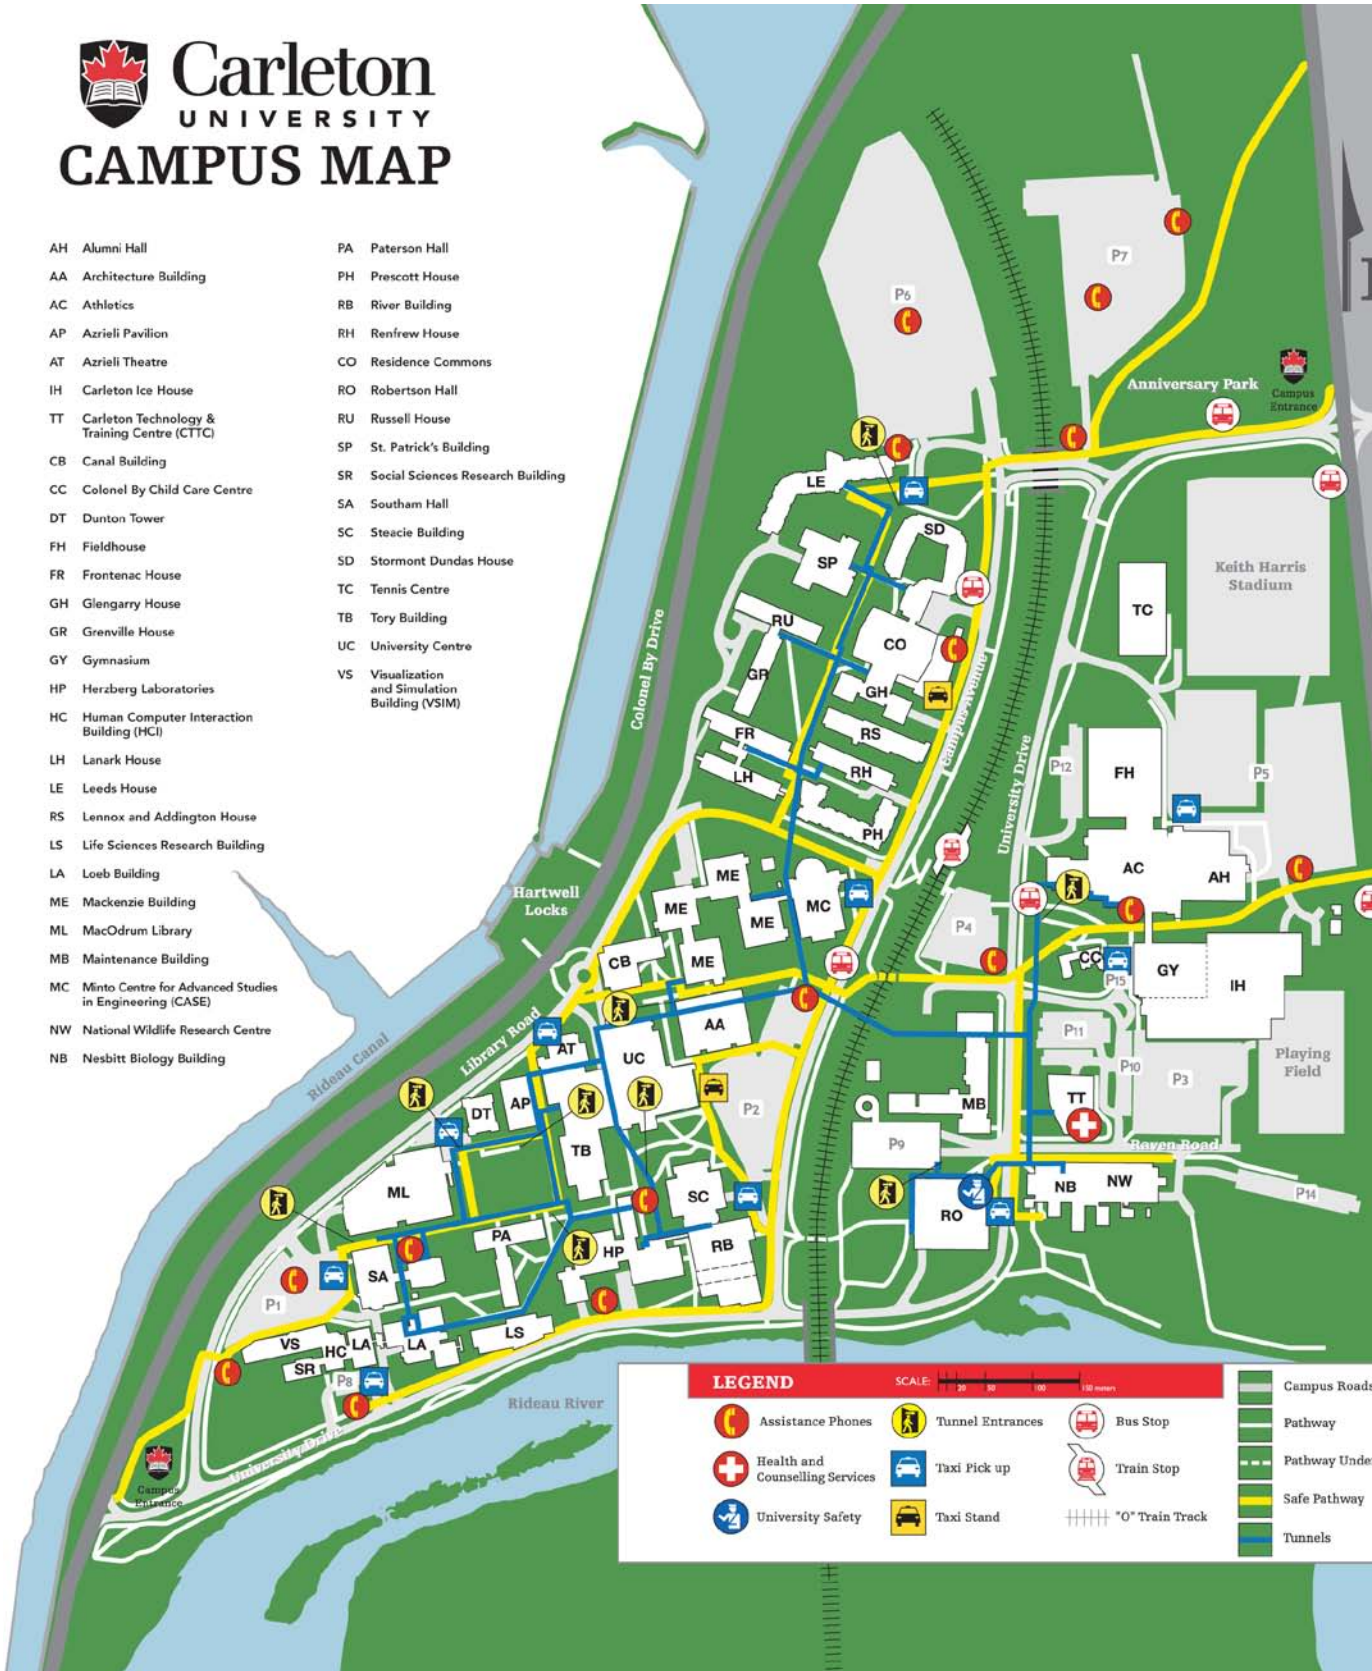 Carleton
UNIVERSITY
CAMPUS MAP
AH Alumni Hall
AA Architecture Building
AC Athletics
AP Azrieli Pavilion
AT Azrieli Theatre
IH Carleton Ice House
TT Carleton Technology &
Training Centre (CTTC)
CB Canal Building
CC Colonel By Child Care Centre
DT Dunton Tower
FH Fieldhouse
FR Frontenac House
GH Glengarry House
GR Grenville House
GY Gymnasium
HP Herzberg Laboratories
HC Human Computer Interaction
Building (HCI)
LH Lanark House
LE Leeds House
RS Lennox and Addington House
LS Life Sciences Research Building
LA Loeb Building
ME Mackenzie Building
ML MacOdrum Library
MB Maintenance Building
MC Minto Centre for Advanced Studies
in Engineering (CASE)
NW National Wildlife Research Centre
NB Nesbitt Biology Building
PA Paterson Hall
PH Prescott House
RB River Building
RH Renfrew House
CO Residence Commons
RO Robertson Hall
RU Russell House
SP St. Patrick's Building
SR Social Sciences Research Building
SA Southam Hall
SC Steacie Building
SD Stormont Dundas House
TC Tennis Centre
TB Tory Building
UC University Centre
VS Visualization
and Simulation
Building (VSIM)
P7
P6
Anniversary Park
Campus
Entrance
LE
SD
SP
Keith Harris
Stadium
TC
RU
CO
GR
GH
Colonel By Drive
Campus Avenue
FR
RS
LH
RH
PH
University Drive
P12
FH
P5
AC
AH
Hartwell
Locks
ME
ME
ME
MC
P4
CB
ME
CC
P15
GY
IH
Library Road
Rideau Canal
AT
UC
AA
P11
P10
P3
Playing
Field
DT
AP
P2
MB
TT
TB
P9
Raven Road
ML
SC
NB
NW
P14
RO
PA
HP
RB
SA
P1
VS
HC
LA
LA
LS
SR
P8
Rideau River
University Drive
Campus
Entrance
LEGEND
SCALE:
20 50 100 150 meters
Assistance Phones
Health and
Counselling Services
University Safety
Tunnel Entrances
Taxi Pick up
Taxi Stand
Bus Stop
Train Stop
"O" Train Track
Campus Roads
Pathway
Pathway Under
Safe Pathway
Tunnels